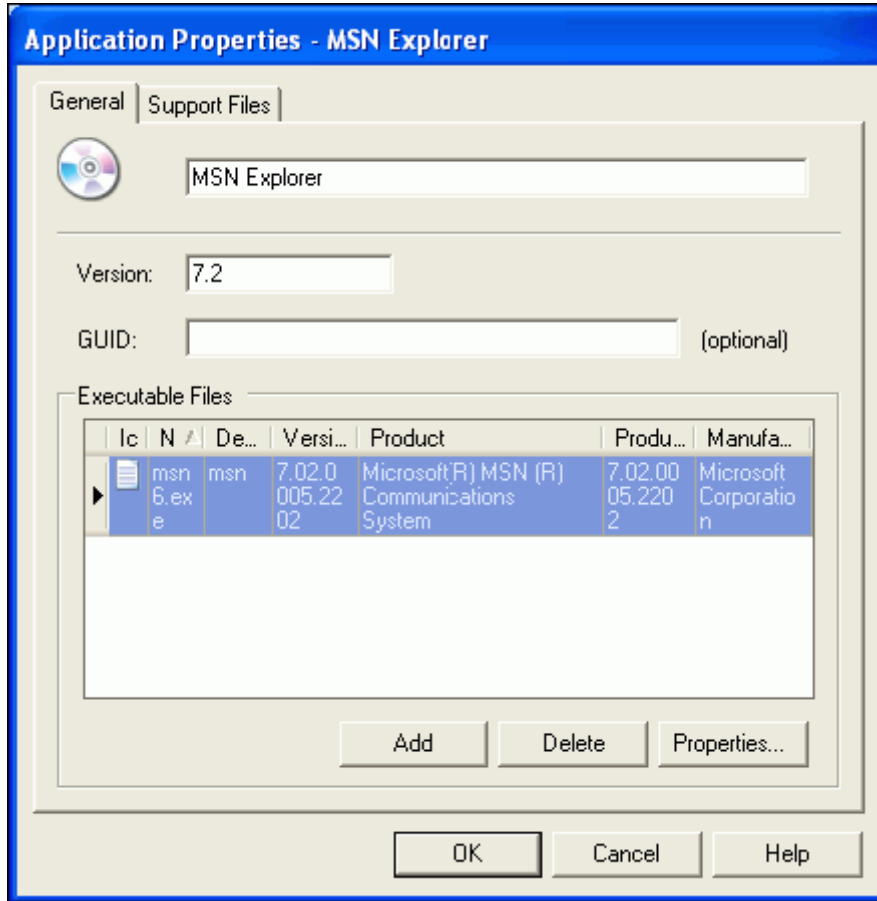 Application Properties - MSN Explorer
General Support Files
MSN Explorer
Version: 7.2
GUID: (optional)
Executable Files
Ic N De... Versi... Product Produ... Manufa...
msn msn 7.02.0 Microsoft(R) MSN (R) 7.02.00 Microsoft
6.ex 005.22 Communications 05.220 Corporatio
e 02 System 2 n
Add Delete Properties...
OK Cancel Help